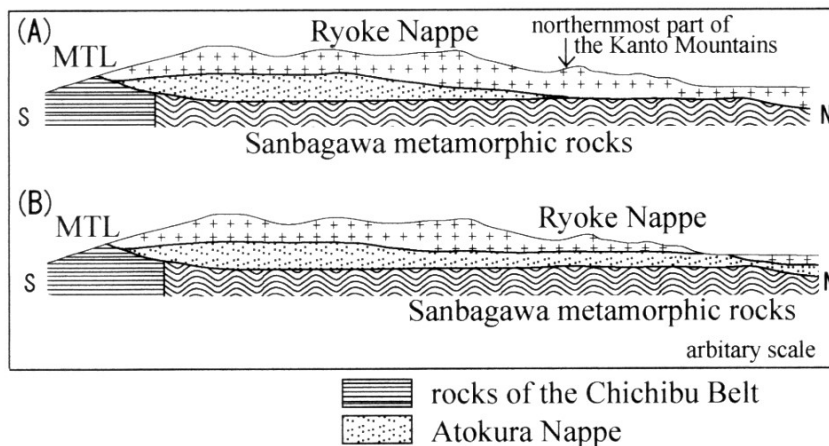 (A)
MTL
Ryoke Nappe
northernmost part of
the Kanto Mountains
S
N
Sanbagawa metamorphic rocks
(B)
MTL
Ryoke Nappe
S
N
Sanbagawa metamorphic rocks
arbitary scale
rocks of the Chichibu Belt
Atokura Nappe